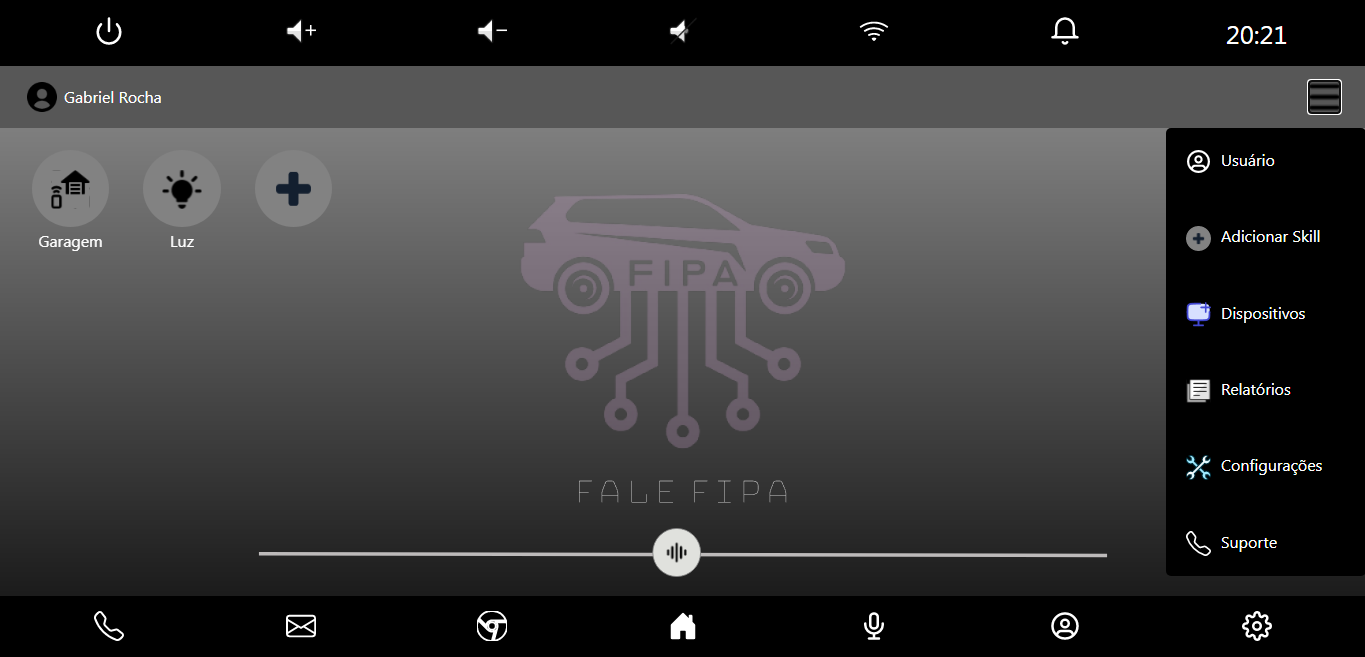 20:21
Gabriel Rocha
Garagem
Luz
FIPA
FALE FIPA
Usuário
Adicionar Skill
Dispositivos
Relatórios
Configurações
Suporte